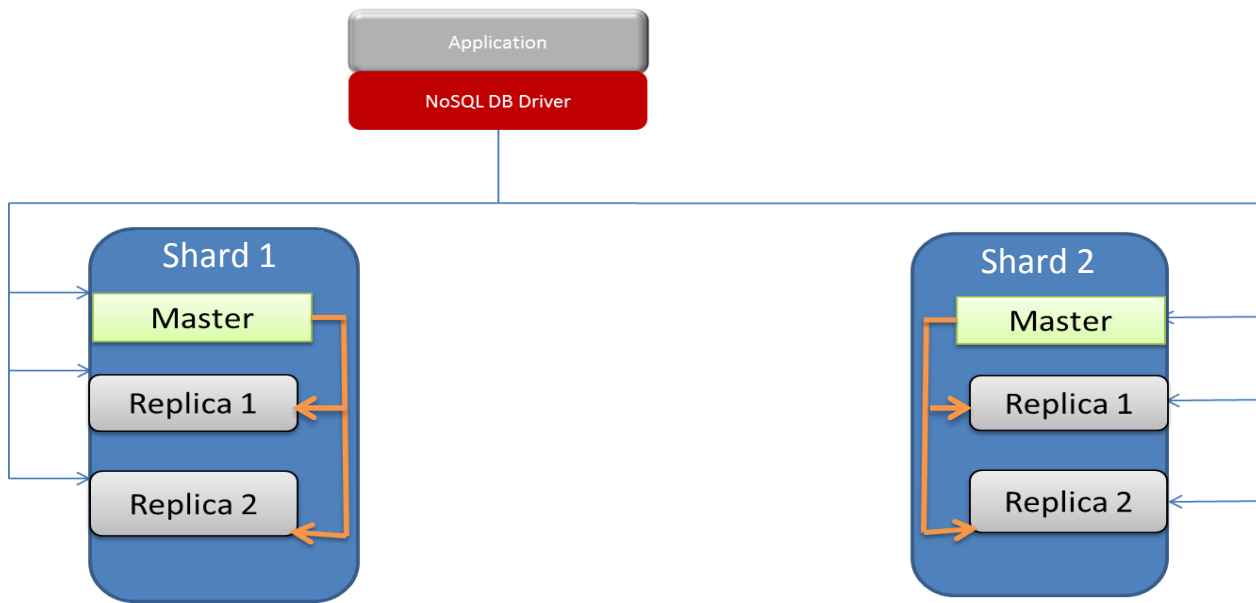 Application
NoSQL DB Driver
Shard 1
Master
Replica 1
Replica 2
Shard 2
Master
Replica 1
Replica 2